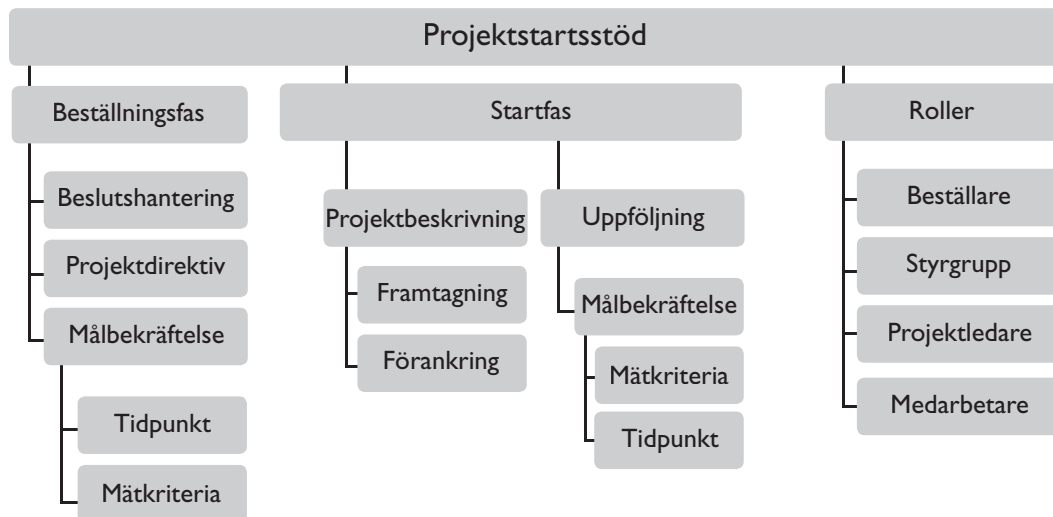 Projektstartsstöd
Beställningsfas
Beslutshantering
Projektdirektiv
Målbekräftelse
Tidpunkt
Mätkriteria
Startfas
Projektbeskrivning
Framtagning
Förankring
Uppföljning
Målbekräftelse
Mätkriteria
Tidpunkt
Roller
Beställare
Styrgrupp
Projektledare
Medarbetare